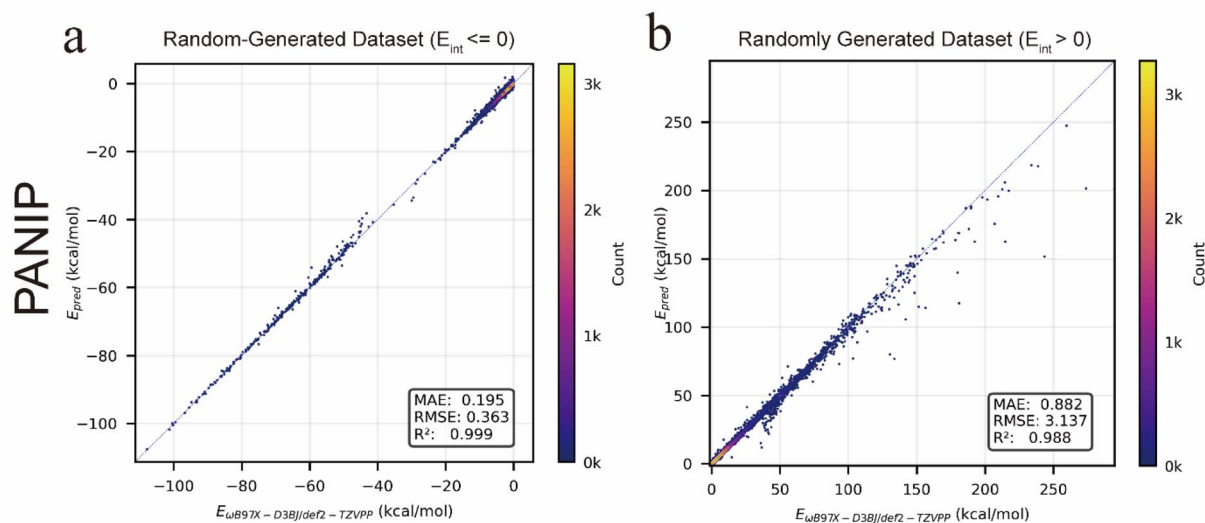 a
Random-Generated Dataset (E_int <= 0)
PANIP
E_pred (kcal/mol)
0
−20
−40
−60
−80
−100
−100
−80
−60
−40
−20
0
E_ωB97X−D3BJ/def2−TZVPP (kcal/mol)
MAE: 0.195
RMSE: 0.363
R²: 0.999
3k
2k
1k
0k
Count
b
Randomly Generated Dataset (E_int > 0)
E_pred (kcal/mol)
250
200
150
100
50
0
0
50
100
150
200
250
E_ωB97X−D3BJ/def2−TZVPP (kcal/mol)
MAE: 0.882
RMSE: 3.137
R²: 0.988
3k
2k
1k
0k
Count